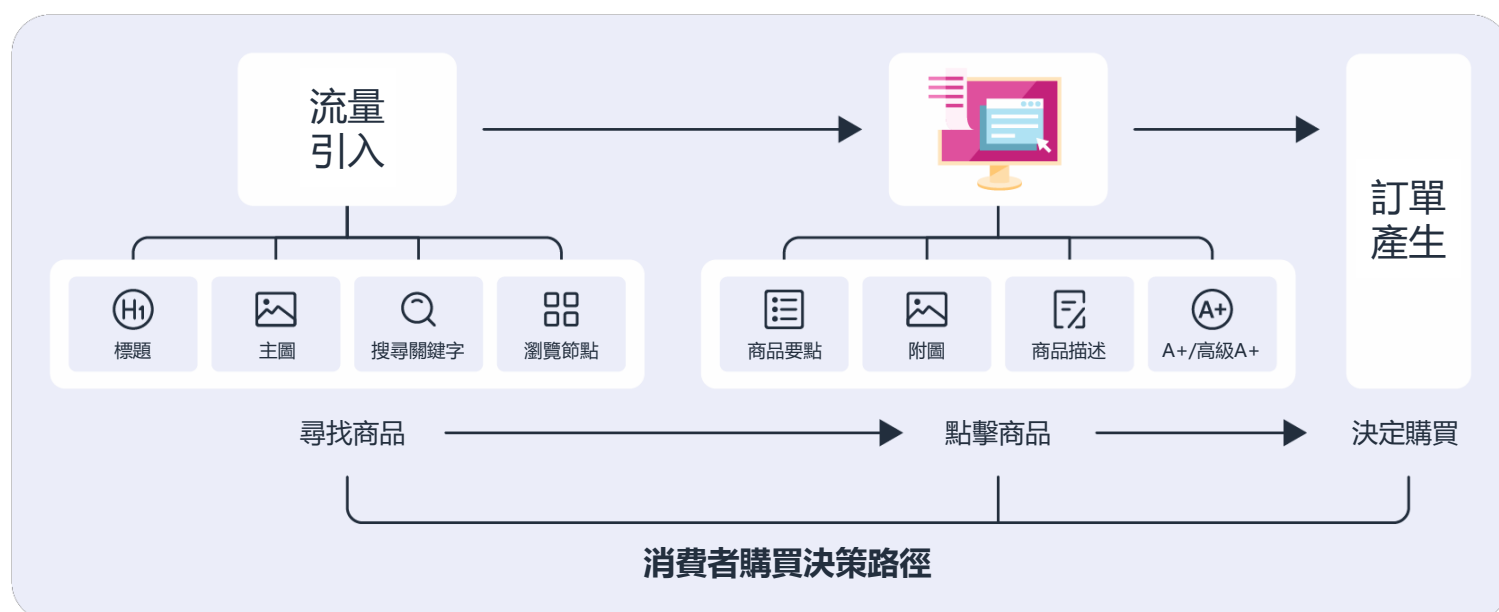 流量
引入
訂單
產生
H1
標題
主圖
搜尋關鍵字
瀏覽節點
商品要點
附圖
商品描述
A+
A+/高級A+
尋找商品
點擊商品
決定購買
消費者購買決策路徑